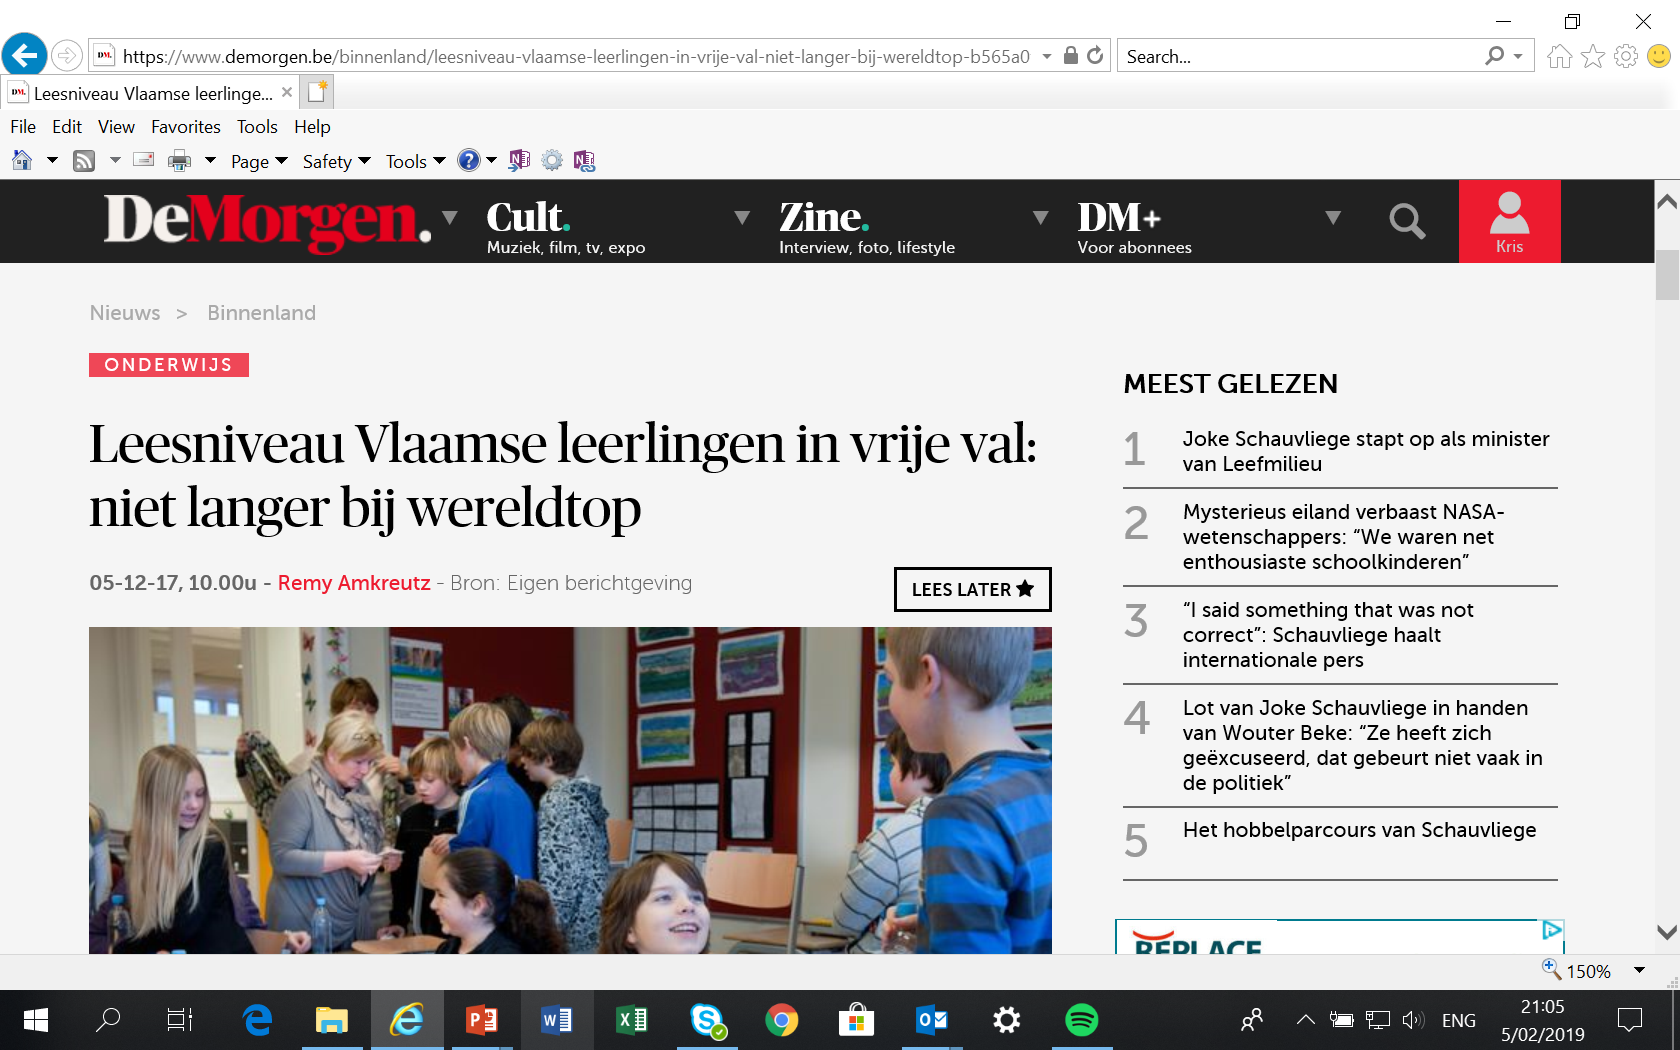 https://www.demorgen.be/binnenland/leesniveau-vlaamse-leerlingen-in-vrije-val-niet-langer-bij-wereldtop-b565a0
Search...
DM.
Leesniveau Vlaamse leerlinge...
File Edit View Favorites Tools Help
Page Safety Tools
DeMorgen.
Cult.
Muziek, film, tv, expo
Zine.
Interview, foto, lifestyle
DM+
Voor abonnees
Kris
Nieuws > Binnenland
ONDERWIJS
Leesniveau Vlaamse leerlingen in vrije val:
niet langer bij wereldtop
05-12-17, 10.00u - Remy Amkreutz - Bron: Eigen berichtgeving
LEES LATER
MEEST GELEZEN
1 Joke Schauvliege stapt op als minister
van Leefmilieu
2 Mysterieus eiland verbaast NASA-
wetenschappers: “We waren net
enthousiaste schoolkinderen”
3 “I said something that was not
correct”: Schauvliege haalt
internationale pers
4 Lot van Joke Schauvliege in handen
van Wouter Beke: “Ze heeft zich
geëxcuseerd, dat gebeurt niet vaak in
de politiek”
5 Het hobbelparcours van Schauvliege
REPLACE
150%
ENG
21:05
5/02/2019